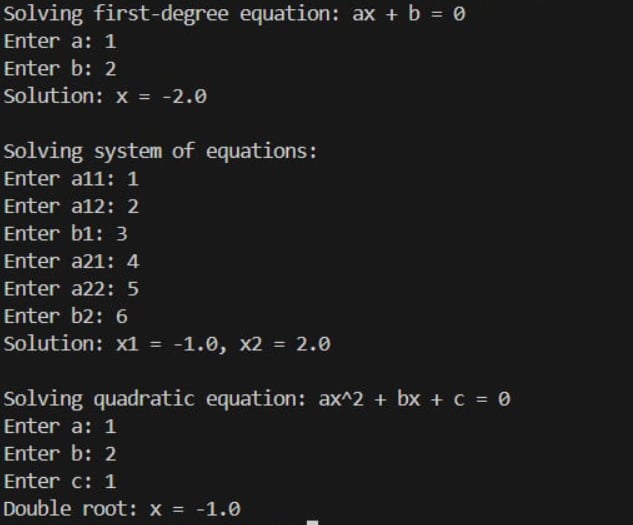 Solving first-degree equation: ax + b = 0
Enter a: 1
Enter b: 2
Solution: x = -2.0
Solving system of equations:
Enter a11: 1
Enter a12: 2
Enter b1: 3
Enter a21: 4
Enter a22: 5
Enter b2: 6
Solution: x1 = -1.0, x2 = 2.0
Solving quadratic equation: ax^2 + bx + c = 0
Enter a: 1
Enter b: 2
Enter c: 1
Double root: x = -1.0